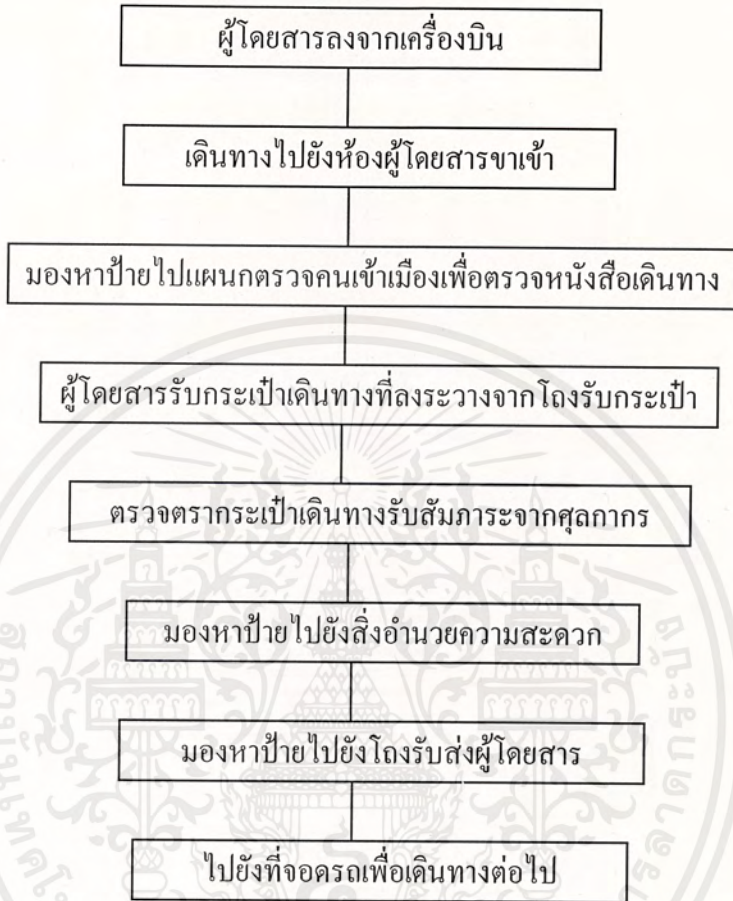 ผู้โดยสารลงจากเครื่องบิน
เดินทางไปยังห้องผู้โดยสารขาเข้า
มองหาป้ายไปแผนกตรวจคนเข้าเมืองเพื่อตรวจหนังสือเดินทาง
ผู้โดยสารรับกระเป๋าเดินทางที่ลงระวางจากโถงรับกระเป๋า
ตรวจตรากระเป๋าเดินทางรับสัมภาระจากศุลกากร
มองหาป้ายไปยังสิ่งอำนวยความสะดวก
มองหาป้ายไปยังโถงรับส่งผู้โดยสาร
ไปยังที่จอดรถเพื่อเดินทางต่อไป